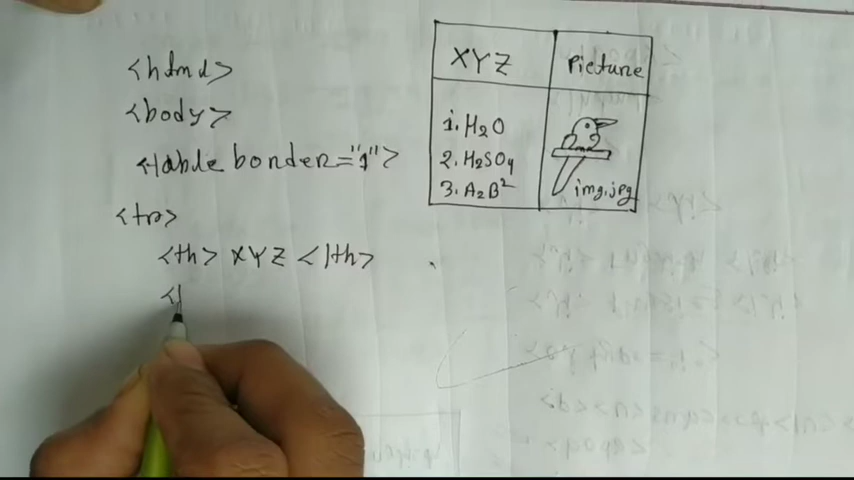 <html>
<body>
<table border="1">
<tr>
<th> XYZ </th>
<
XYZ
Picture
1. H₂O
2. H₂SO₄
3. A₂B²
img.jpg